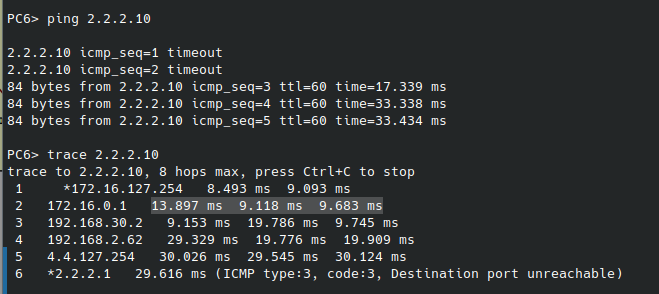 PC6> ping 2.2.2.10
2.2.2.10 icmp_seq=1 timeout
2.2.2.10 icmp_seq=2 timeout
84 bytes from 2.2.2.10 icmp_seq=3 ttl=60 time=17.339 ms
84 bytes from 2.2.2.10 icmp_seq=4 ttl=60 time=33.338 ms
84 bytes from 2.2.2.10 icmp_seq=5 ttl=60 time=33.434 ms
PC6> trace 2.2.2.10
trace to 2.2.2.10, 8 hops max, press Ctrl+C to stop
1 *172.16.127.254 8.493 ms 9.093 ms
2 172.16.0.1 13.897 ms 9.118 ms 9.683 ms
3 192.168.30.2 9.153 ms 19.786 ms 9.745 ms
4 192.168.2.62 29.329 ms 19.776 ms 19.909 ms
5 4.4.127.254 30.026 ms 29.545 ms 30.124 ms
6 *2.2.2.1 29.616 ms (ICMP type:3, code:3, Destination port unreachable)